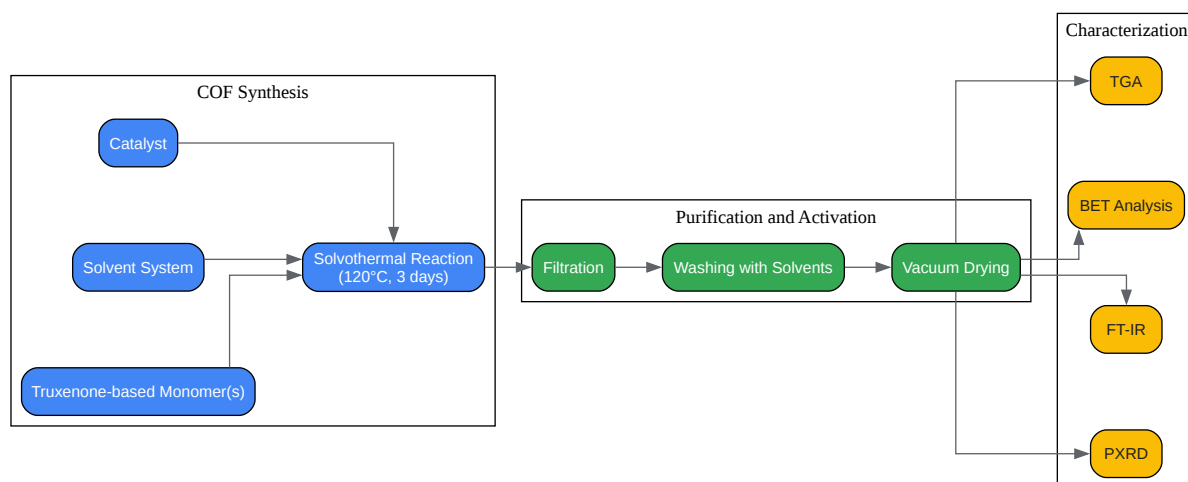 COF Synthesis
Catalyst
Solvent System
Truxenone-based Monomer(s)
Solvothermal Reaction
(120°C, 3 days)
Purification and Activation
Filtration
Washing with Solvents
Vacuum Drying
Characterization
TGA
BET Analysis
FT-IR
PXRD